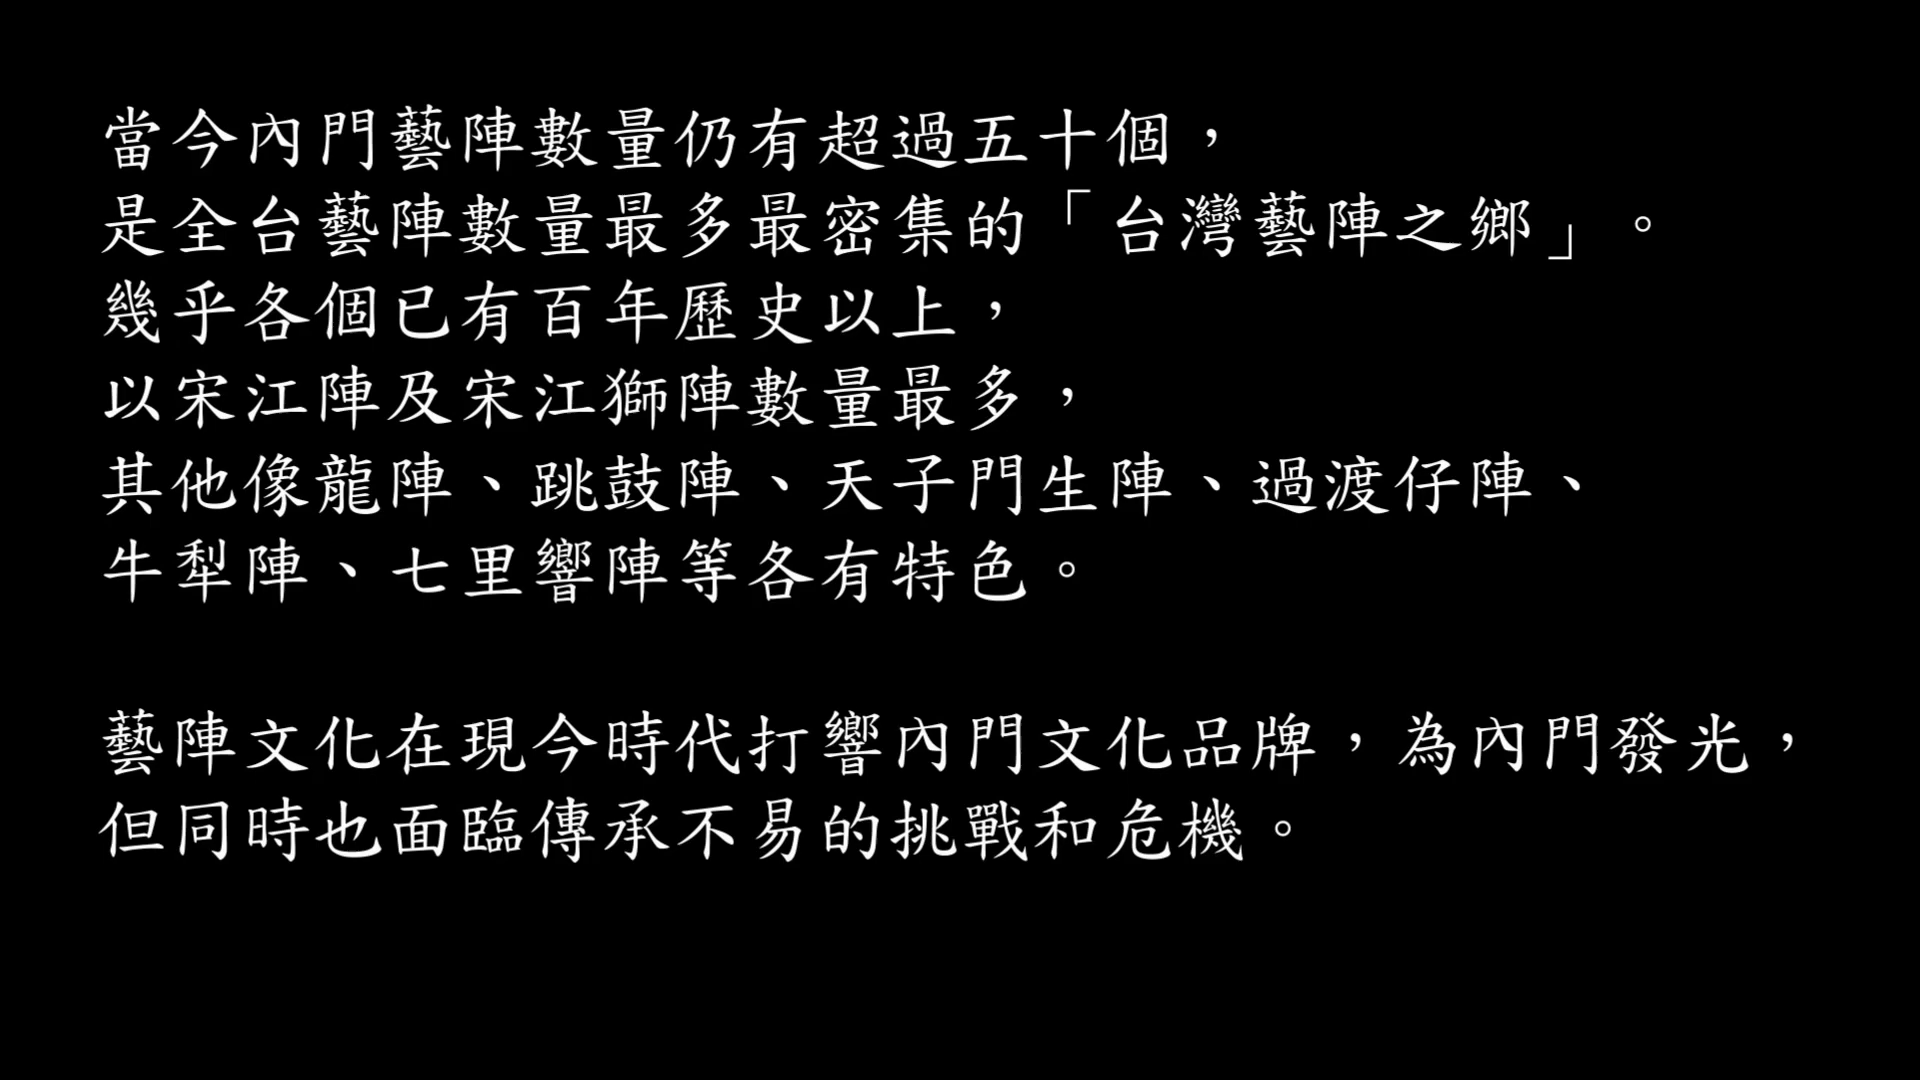 當今內門藝陣數量仍有超過五十個，
是全台藝陣數量最多最密集的「台灣藝陣之鄉」。
幾乎各個已有百年歷史以上，
以宋江陣及宋江獅陣數量最多，
其他像龍陣、跳鼓陣、天子門生陣、過渡仔陣、
牛犁陣、七里響陣等各有特色。
藝陣文化在現今時代打響內門文化品牌，為內門發光，
但同時也面臨傳承不易的挑戰和危機。